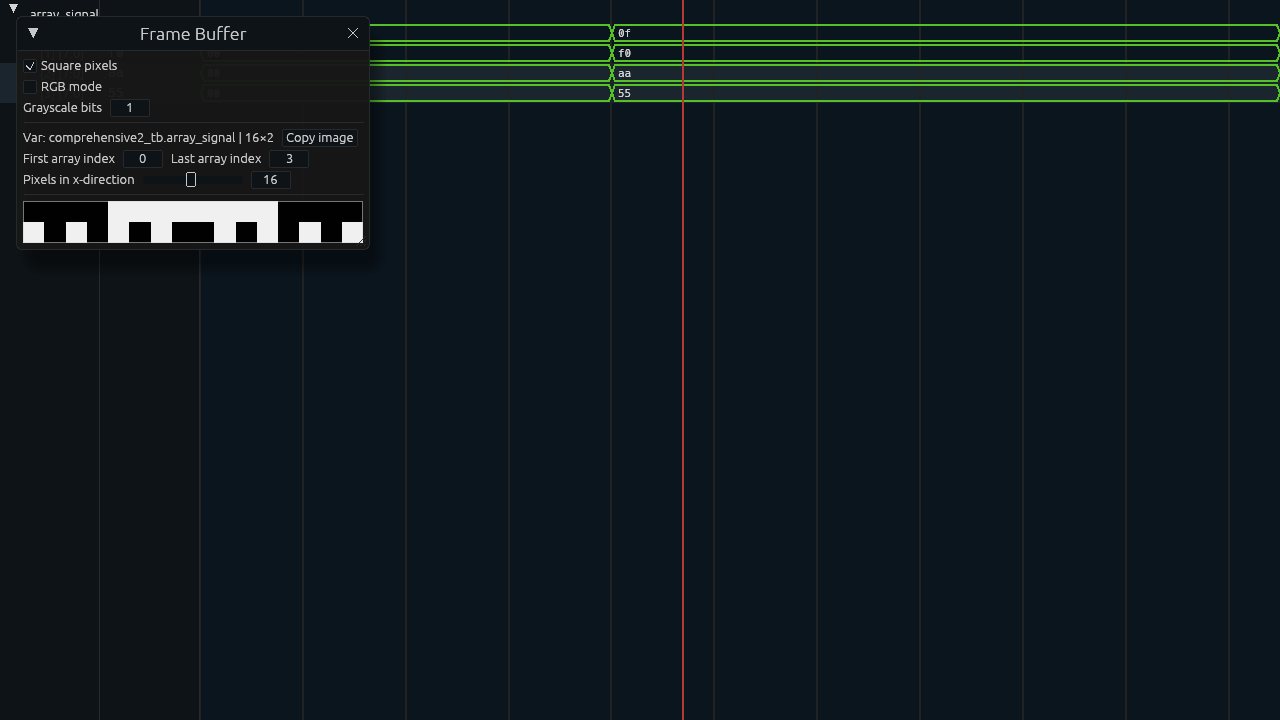 array_signal
Frame Buffer
0f
f0
Square pixels
aa
RGB mode
55
Grayscale bits 1
Var: comprehensive2_tb.array_signal | 16×2 Copy image
First array index 0 Last array index 3
Pixels in x-direction 16